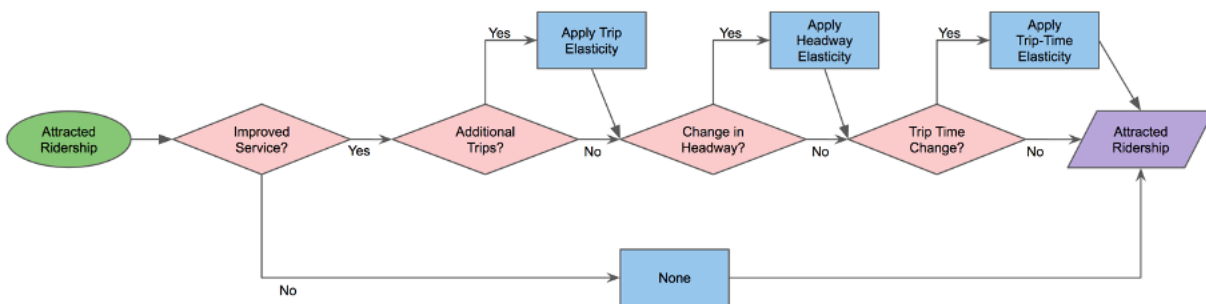 Attracted
Ridership
Improved
Service?
Yes
No
Additional
Trips?
Yes
No
Apply Trip
Elasticity
Change in
Headway?
Yes
No
Apply
Headway
Elasticity
Trip Time
Change?
Yes
No
Apply
Trip-Time
Elasticity
Attracted
Ridership
None